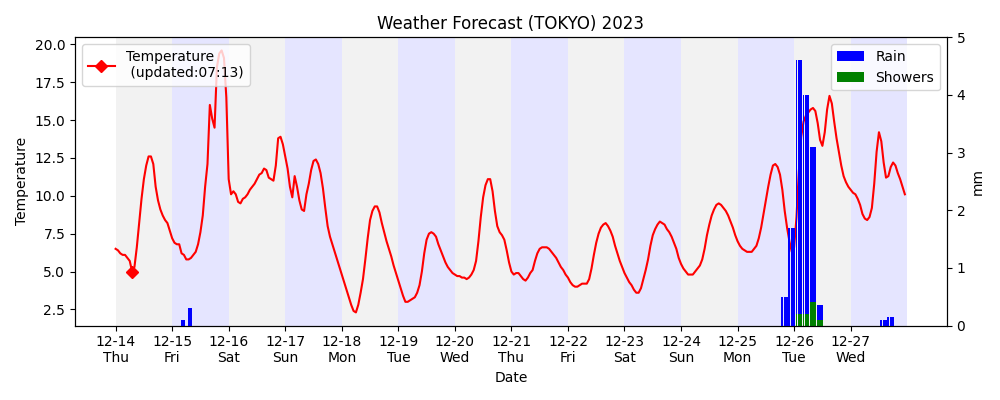 Weather Forecast (TOKYO) 2023
Temperature
(updated:07:13)
Rain
Showers
20.0
17.5
15.0
12.5
10.0
7.5
5.0
2.5
Temperature
5
4
3
2
1
0
mm
12-14 12-15 12-16 12-17 12-18 12-19 12-20 12-21 12-22 12-23 12-24 12-25 12-26 12-27
Thu Fri Sat Sun Mon Tue Wed Thu Fri Sat Sun Mon Tue Wed
Date